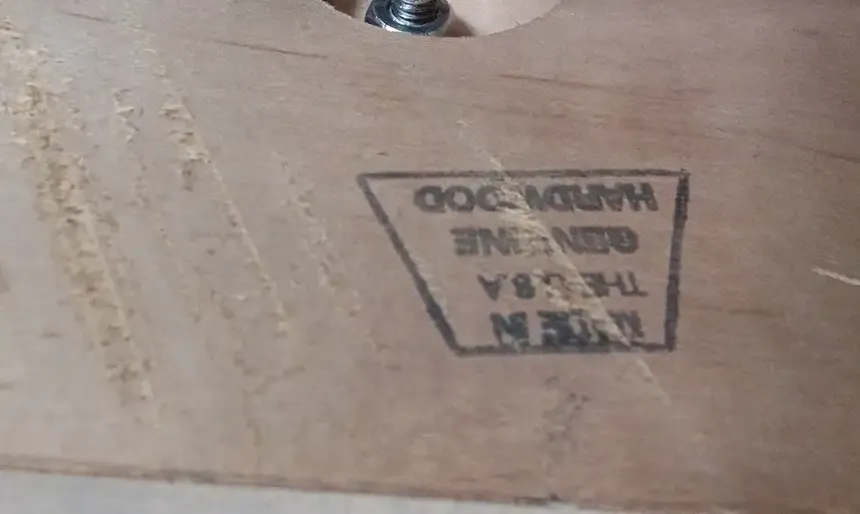 MADE IN
THE U.S.A
GENUINE
HARDWOOD